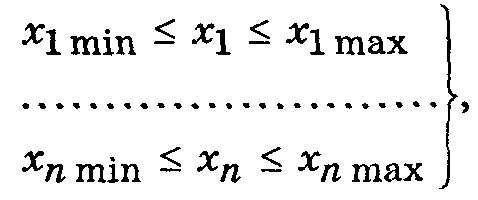 x₁ min ≤ x₁ ≤ x₁ max
..............................
xₙ min ≤ xₙ ≤ xₙ max },